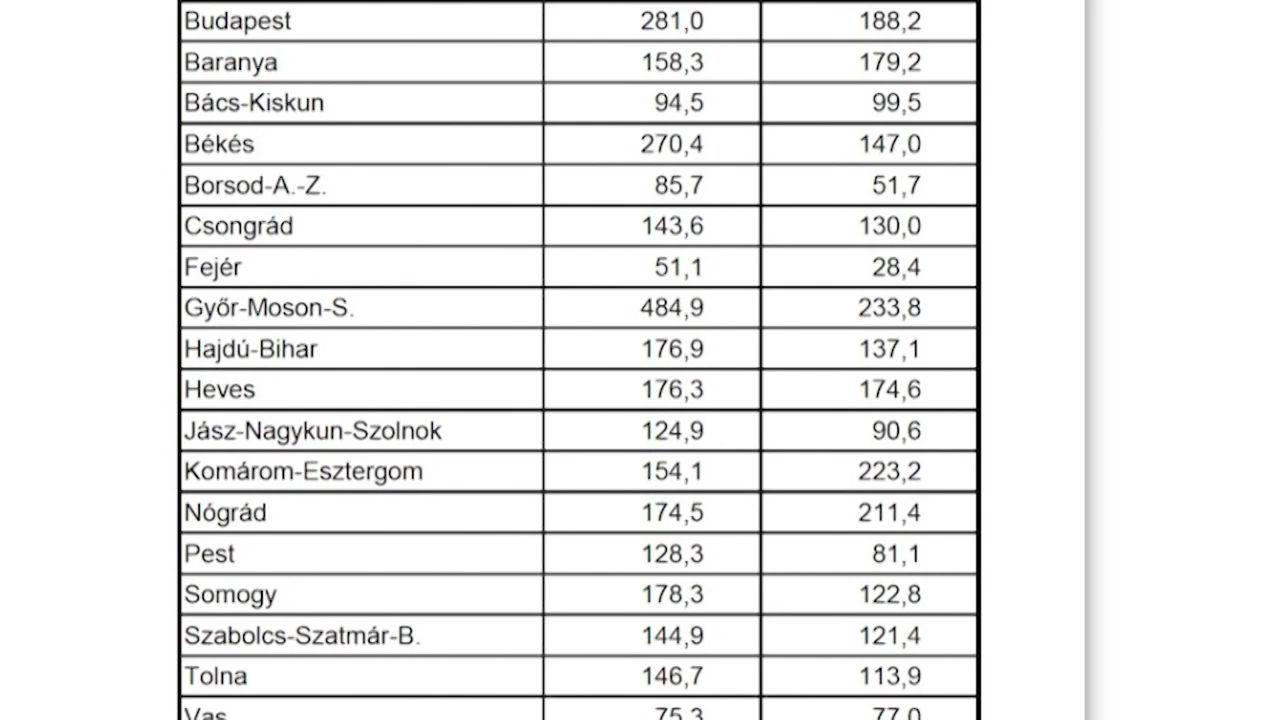 Budapest 281,0 188,2
Baranya 158,3 179,2
Bács-Kiskun 94,5 99,5
Békés 270,4 147,0
Borsod-A.-Z. 85,7 51,7
Csongrád 143,6 130,0
Fejér 51,1 28,4
Győr-Moson-S. 484,9 233,8
Hajdú-Bihar 176,9 137,1
Heves 176,3 174,6
Jász-Nagykun-Szolnok 124,9 90,6
Komárom-Esztergom 154,1 223,2
Nógrád 174,5 211,4
Pest 128,3 81,1
Somogy 178,3 122,8
Szabolcs-Szatmár-B. 144,9 121,4
Tolna 146,7 113,9
Vas 75,3 77,0